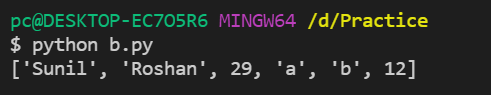 pc@DESKTOP-EC7O5R6 MINGW64 /d/Practice
$ python b.py
['Sunil', 'Roshan', 29, 'a', 'b', 12]